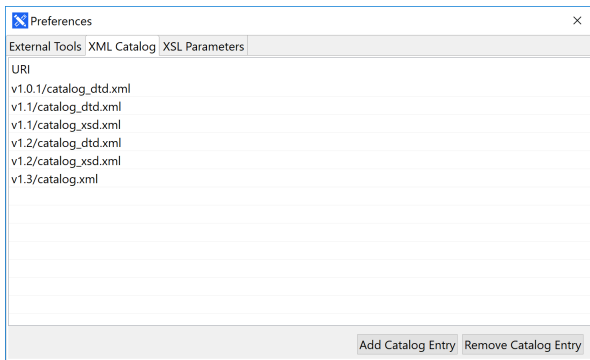 Preferences
External Tools XML Catalog XSL Parameters
URI
v1.0.1/catalog_dtd.xml
v1.1/catalog_dtd.xml
v1.1/catalog_xsd.xml
v1.2/catalog_dtd.xml
v1.2/catalog_xsd.xml
v1.3/catalog.xml
Add Catalog Entry Remove Catalog Entry